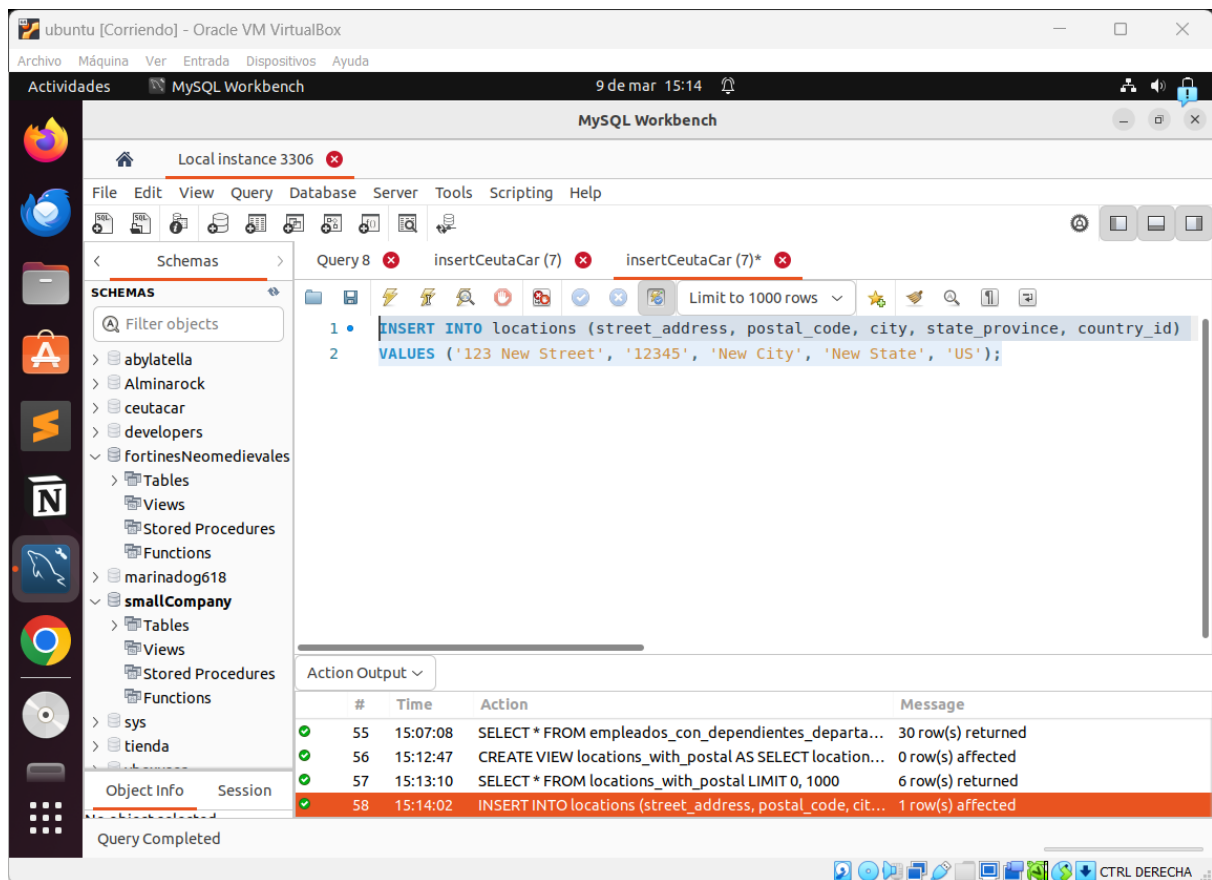 ubuntu [Corriendo] - Oracle VM VirtualBox
Archivo Máquina Ver Entrada Dispositivos Ayuda
Actividades MySQL Workbench 9 de mar 15:14
MySQL Workbench
Local instance 3306
File Edit View Query Database Server Tools Scripting Help
Schemas Query 8 insertCeutaCar (7) insertCeutaCar (7)*
SCHEMAS Limit to 1000 rows
Filter objects
1 INSERT INTO locations (street_address, postal_code, city, state_province, country_id)
2 VALUES ('123 New Street', '12345', 'New City', 'New State', 'US');
abylatella
Alminarock
ceutacar
developers
fortinesNeomedievales
Tables
Views
Stored Procedures
Functions
marinadog618
smallCompany
Tables
Views
Stored Procedures
Functions
sys
tienda
Object Info Session
Action Output
# Time Action Message
55 15:07:08 SELECT * FROM empleados_con_dependientes_departa... 30 row(s) returned
56 15:12:47 CREATE VIEW locations_with_postal AS SELECT location... 0 row(s) affected
57 15:13:10 SELECT * FROM locations_with_postal LIMIT 0, 1000 6 row(s) returned
58 15:14:02 INSERT INTO locations (street_address, postal_code, cit... 1 row(s) affected
Query Completed
CTRL DERECHA